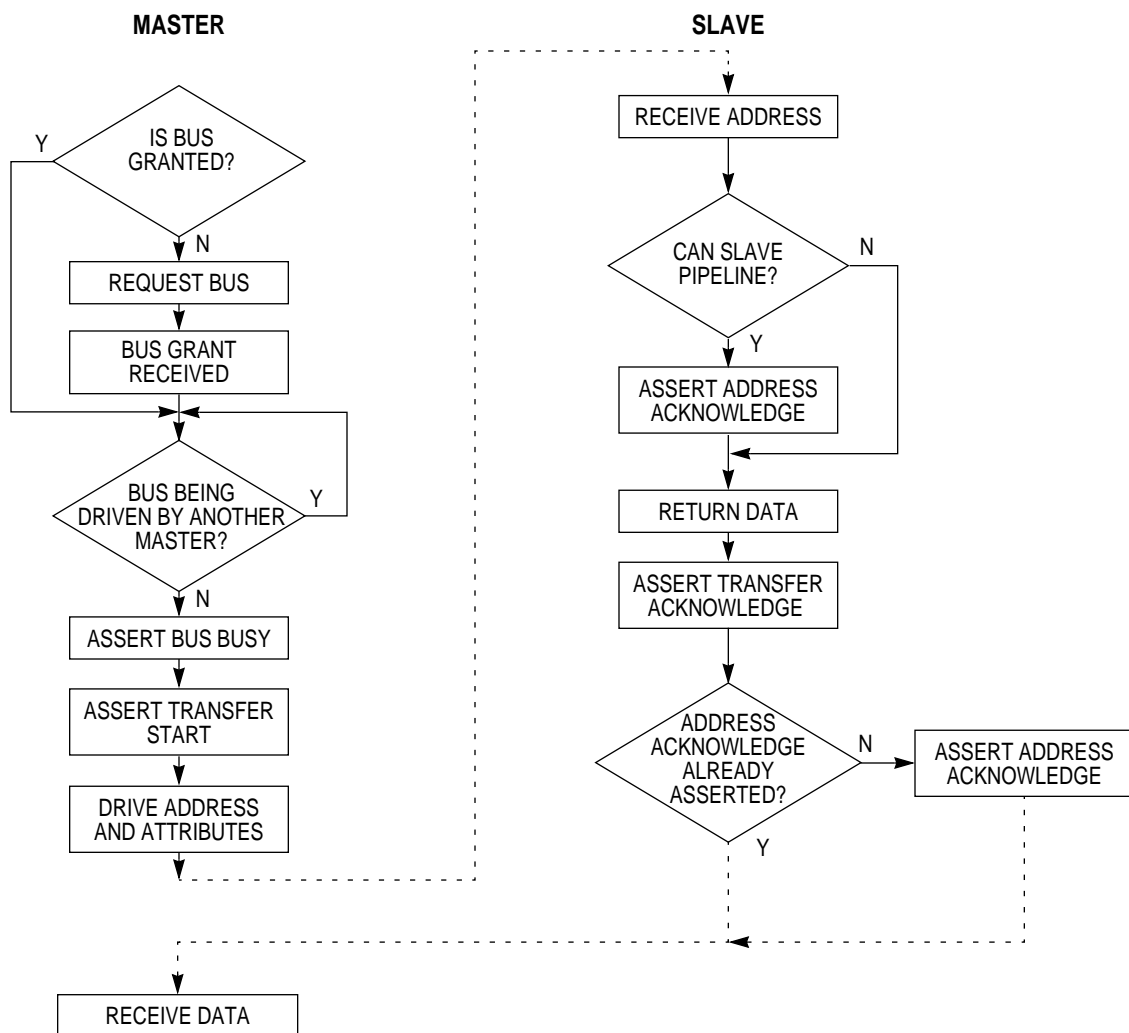 MASTER
SLAVE
IS BUS
GRANTED?
Y
N
REQUEST BUS
BUS GRANT
RECEIVED
BUS BEING
DRIVEN BY ANOTHER
MASTER?
Y
N
ASSERT BUS BUSY
ASSERT TRANSFER
START
DRIVE ADDRESS
AND ATTRIBUTES
RECEIVE ADDRESS
CAN SLAVE
PIPELINE?
N
Y
ASSERT ADDRESS
ACKNOWLEDGE
RETURN DATA
ASSERT TRANSFER
ACKNOWLEDGE
ADDRESS
ACKNOWLEDGE
ALREADY
ASSERTED?
N
Y
ASSERT ADDRESS
ACKNOWLEDGE
RECEIVE DATA